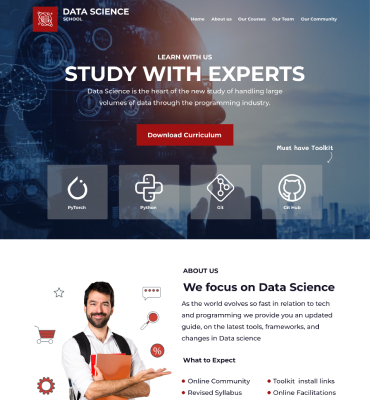 DATA SCIENCE
SCHOOL
Home About us Our Courses Our Team Our Community
LEARN WITH US
STUDY WITH EXPERTS
Data Science is the heart of the new study of handling large
volumes of data through the programming industry.
Download Curriculum
Must have Toolkit
PyTorch Python Git Git Hub
ABOUT US
We focus on Data Science
As the world evolves so fast in relation to tech
and programming we provide you an updated
guide, on the latest tools, frameworks, and
changes in Data science
What to Expect
Online Community
Toolkit install links
Revised Syllabus
Online Facilitations